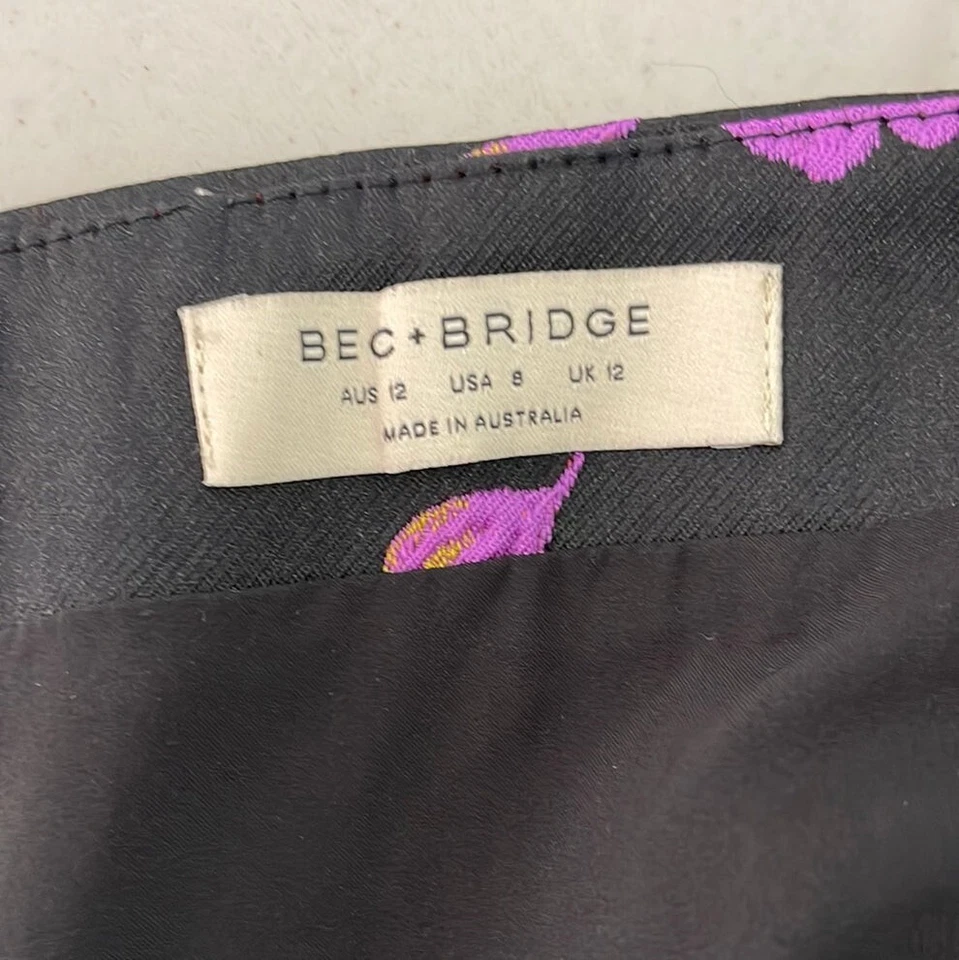 BEC+BRIDGE
AUS 12 USA 8 UK 12
MADE IN AUSTRALIA